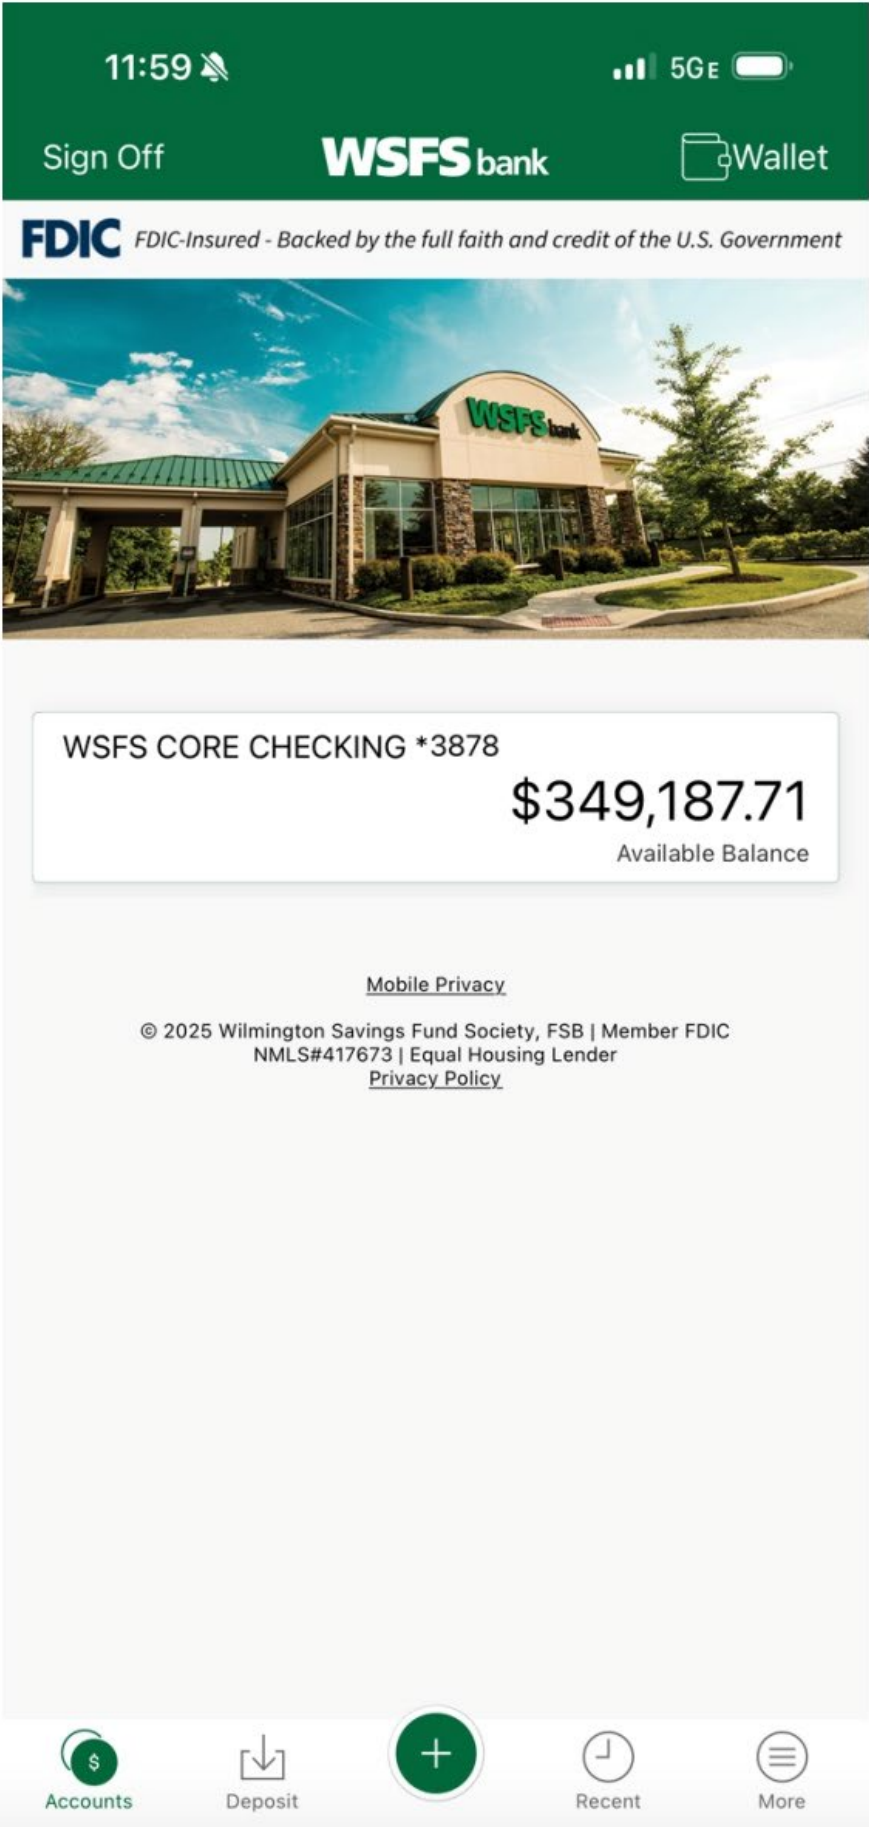 11:59 5GE
Sign Off WSFS bank Wallet
FDIC FDIC-Insured - Backed by the full faith and credit of the U.S. Government
WSFS bank
WSFS CORE CHECKING *3878
$349,187.71
Available Balance
Mobile Privacy
© 2025 Wilmington Savings Fund Society, FSB | Member FDIC
NMLS#417673 | Equal Housing Lender
Privacy Policy
$ +
Accounts Deposit Recent More